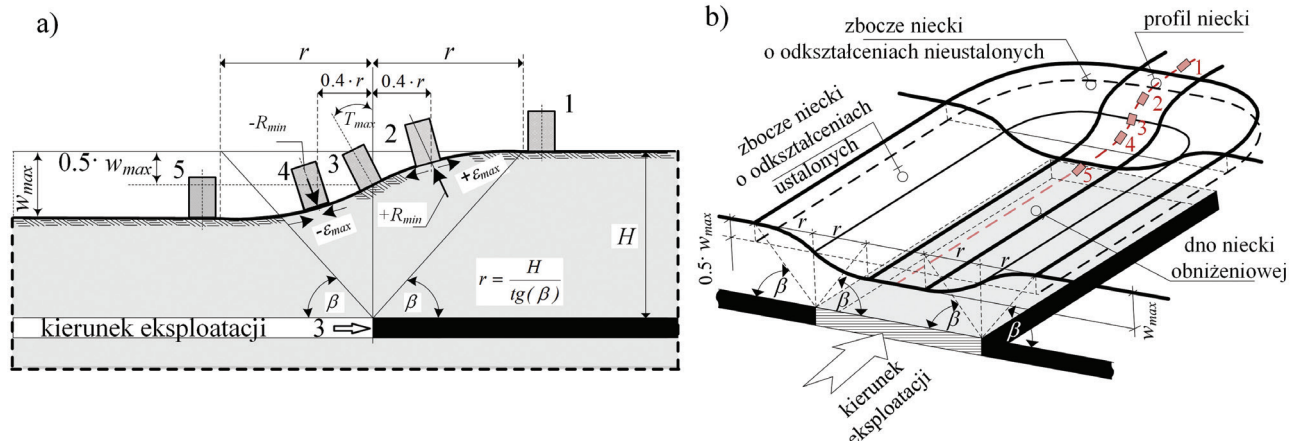 a)
r
r
0.4 · r
0.4 · r
1
T_max
-R_min
2
3
4
5
0.5· w_max
w_max
+ε_max
+R_min
-ε_max
H
r = H / tg(β)
β
β
kierunek eksploatacji
3
b)
zbocze niecki
o odkształceniach nieustalonych
profil niecki
zbocze niecki
o odkształceniach
ustalonych
1
2
3
4
5
r
r
r
r
0.5· w_max
β
β
β
β
w_max
dno niecki
obniżeniowej
kierunek
eksploatacji